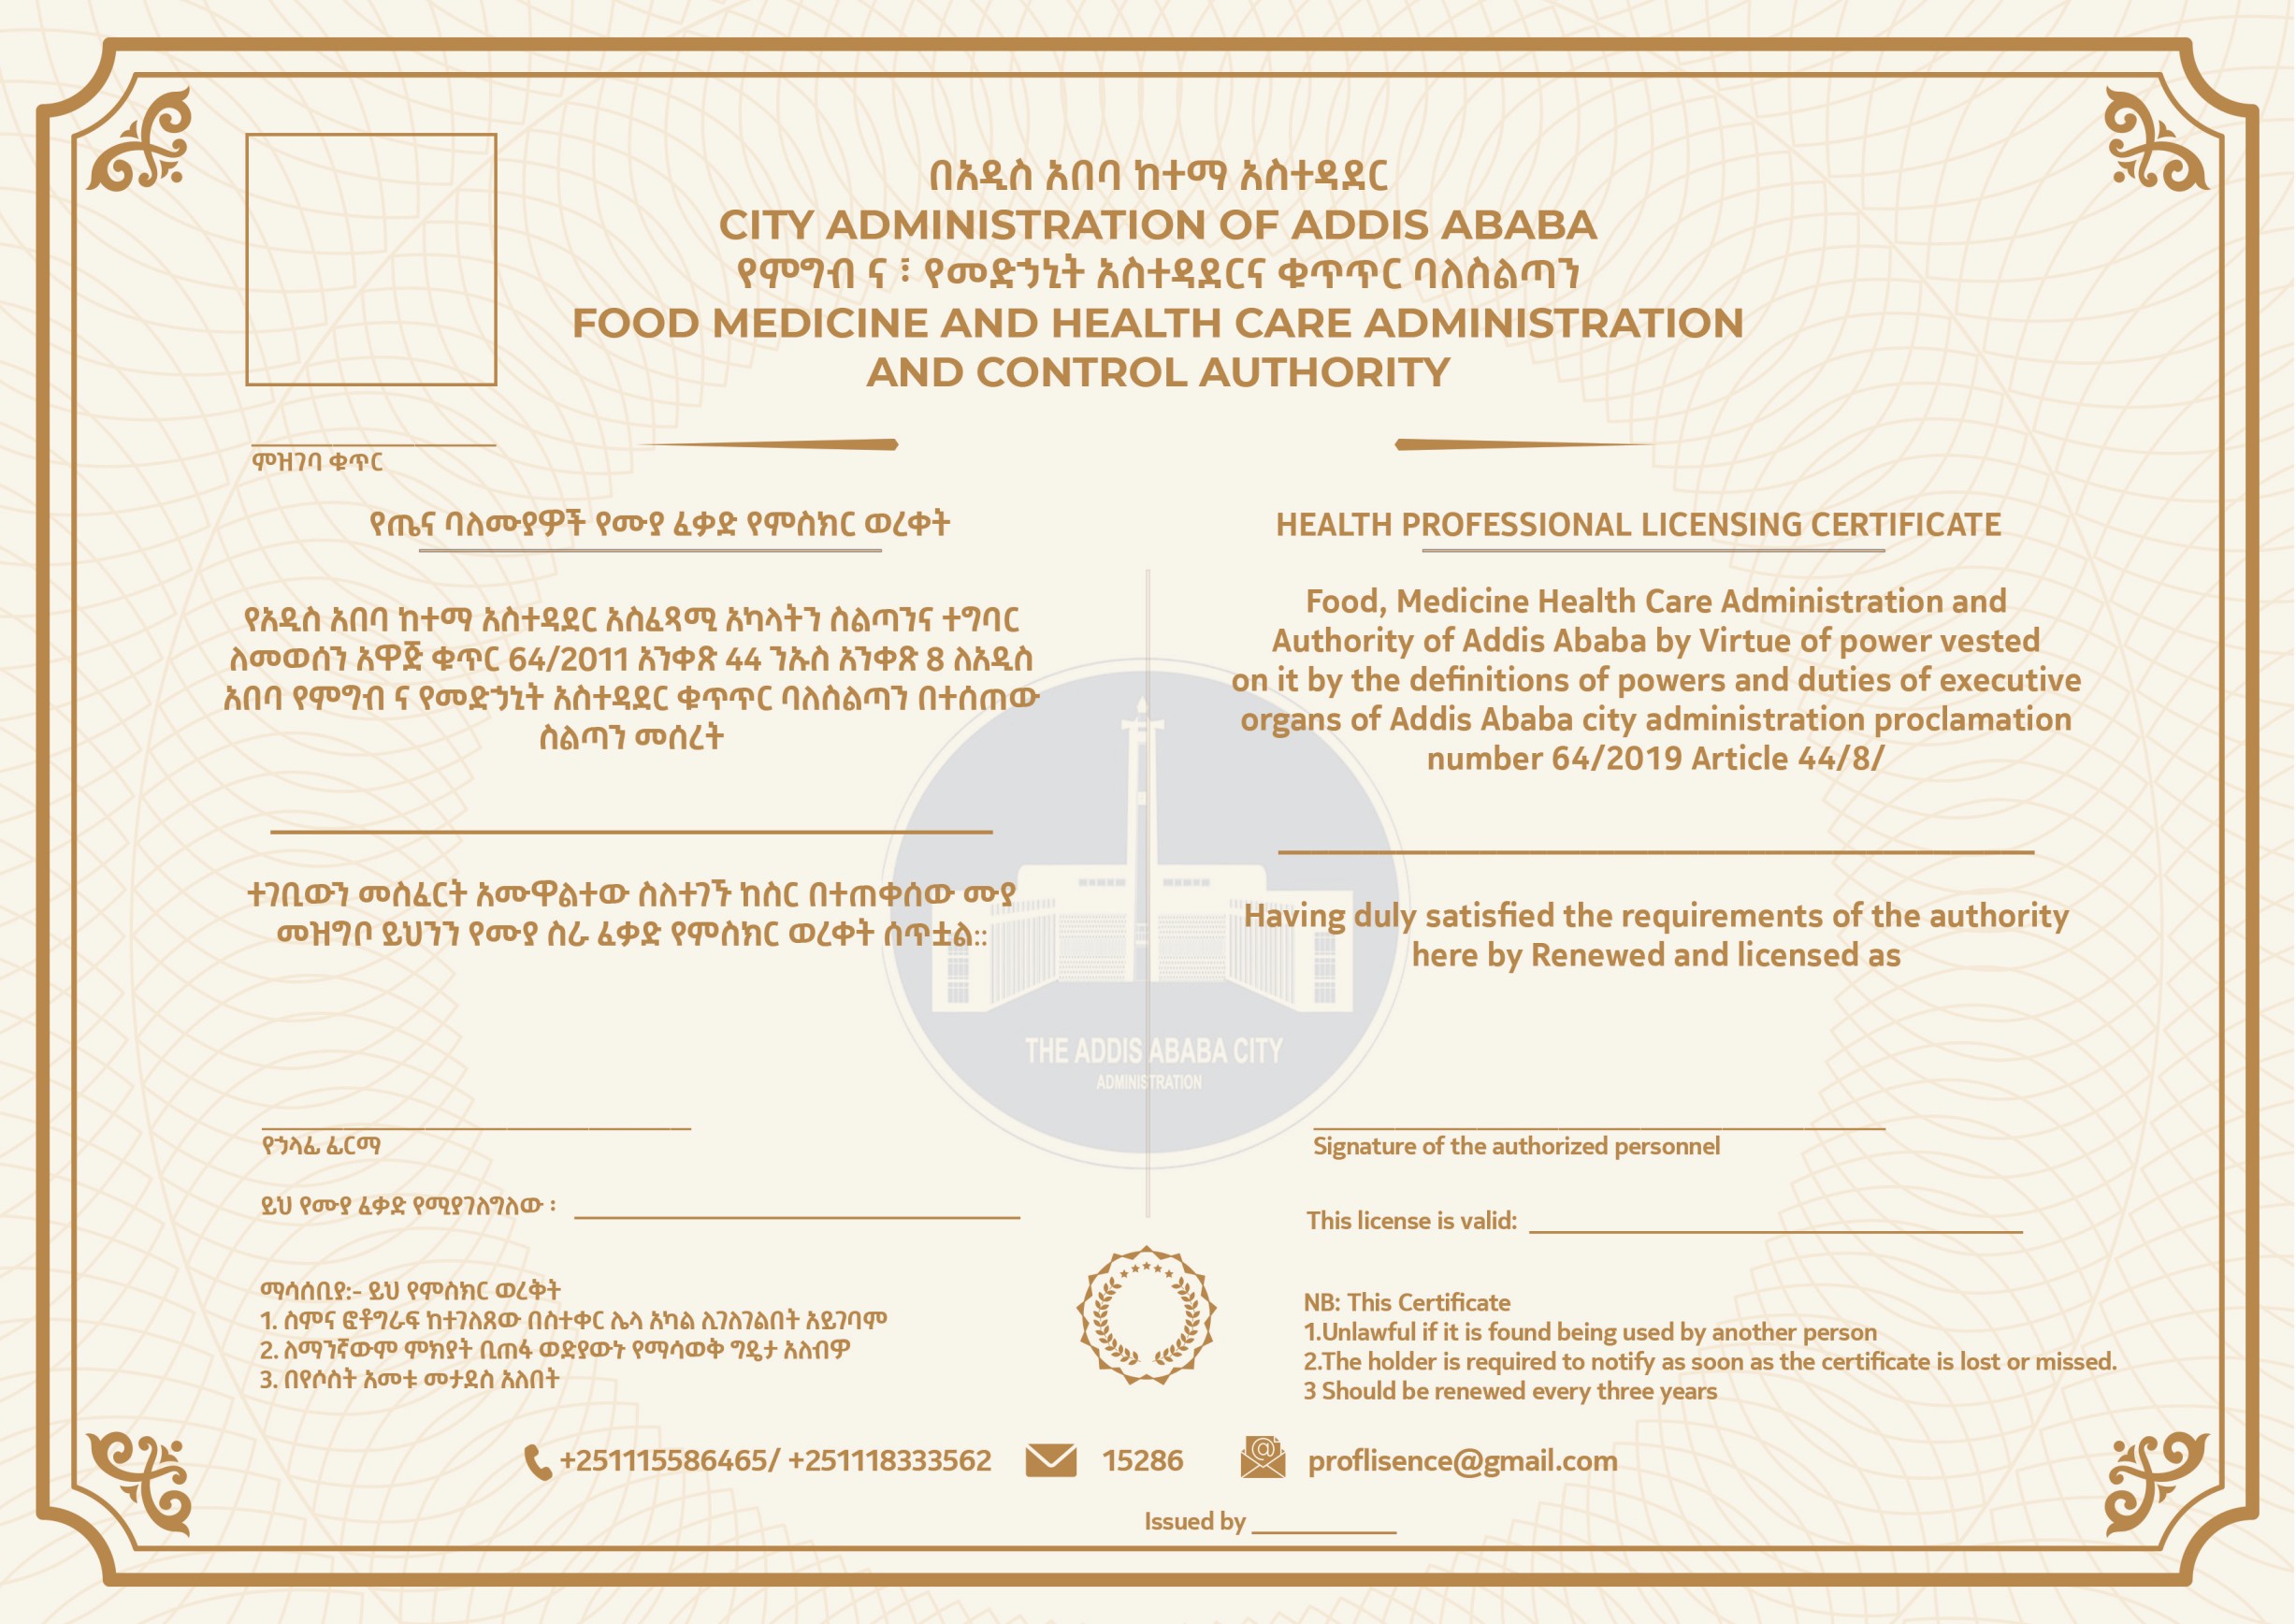 በአዲስ አበባ ከተማ አስተዳደር
CITY ADMINISTRATION OF ADDIS ABABA
የምግብ ና ፣ የመድኃኒት አስተዳደርና ቁጥጥር ባለስልጣን
FOOD MEDICINE AND HEALTH CARE ADMINISTRATION
AND CONTROL AUTHORITY
ምዝገባ ቁጥር
የጤና ባለሙያዎች የሙያ ፈቃድ የምስክር ወረቀት
የአዲስ አበባ ከተማ አስተዳደር አስፈጻሚ አካላትን ስልጣንና ተግባር
ለመወሰን አዋጅ ቁጥር 64/2011 አንቀጽ 44 ንኡስ አንቀጽ 8 ለአዲስ
አበባ የምግብ ና የመድኃኒት አስተዳደር ቁጥጥር ባለስልጣን በተሰጠው
ስልጣን መሰረት
ተገቢውን መስፈርት አሙዋልተው ስለተገኙ ከስር በተጠቀሰው ሙያ
መዝግቦ ይህንን የሙያ ስራ ፈቃድ የምስክር ወረቀት ሰጥቷል::
የኃላፊ ፊርማ
ይህ የሙያ ፈቃድ የሚያገለግለው ፡
ማሳሰቢያ:- ይህ የምስክር ወረቅት
1. ስምና ፎቶግራፍ ከተገለጸው በስተቀር ሌላ አካል ሊገለገልበት አይገባም
2. ለማንኛውም ምክያት ቢጠፋ ወድያውኑ የማሳወቅ ግዴታ አለብዎ
3. በየሶስት አመቱ መታደስ አለበት
HEALTH PROFESSIONAL LICENSING CERTIFICATE
Food, Medicine Health Care Administration and
Authority of Addis Ababa by Virtue of power vested
on it by the definitions of powers and duties of executive
organs of Addis Ababa city administration proclamation
number 64/2019 Article 44/8/
Having duly satisfied the requirements of the authority
here by Renewed and licensed as
Signature of the authorized personnel
This license is valid:
NB: This Certificate
1.Unlawful if it is found being used by another person
2.The holder is required to notify as soon as the certificate is lost or missed.
3 Should be renewed every three years
THE ADDIS ABABA CITY
ADMINISTRATION
+251115586465/ +251118333562 15286 proflisence@gmail.com
Issued by